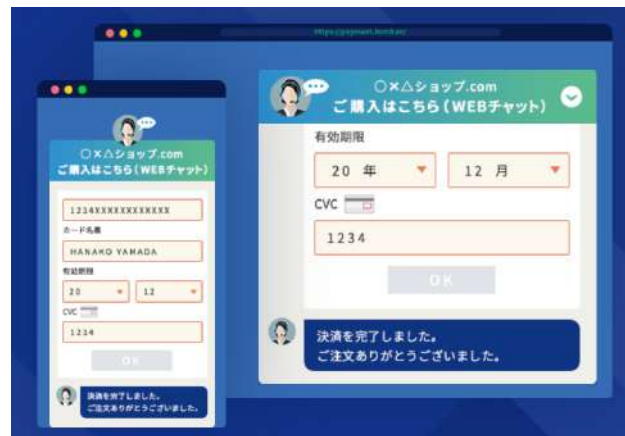 ○×△ショップ.com
ご購入はこちら(WEBチャット)
1234XXXXXXXXXXXX
カード名義
HANAKO YAMADA
有効期限
20 12
CVC
1234
OK
決済を完了しました。
ご注文ありがとうございました。
○×△ショップ.com
ご購入はこちら(WEBチャット)
有効期限
20 年 12 月
CVC
1234
OK
決済を完了しました。
ご注文ありがとうございました。